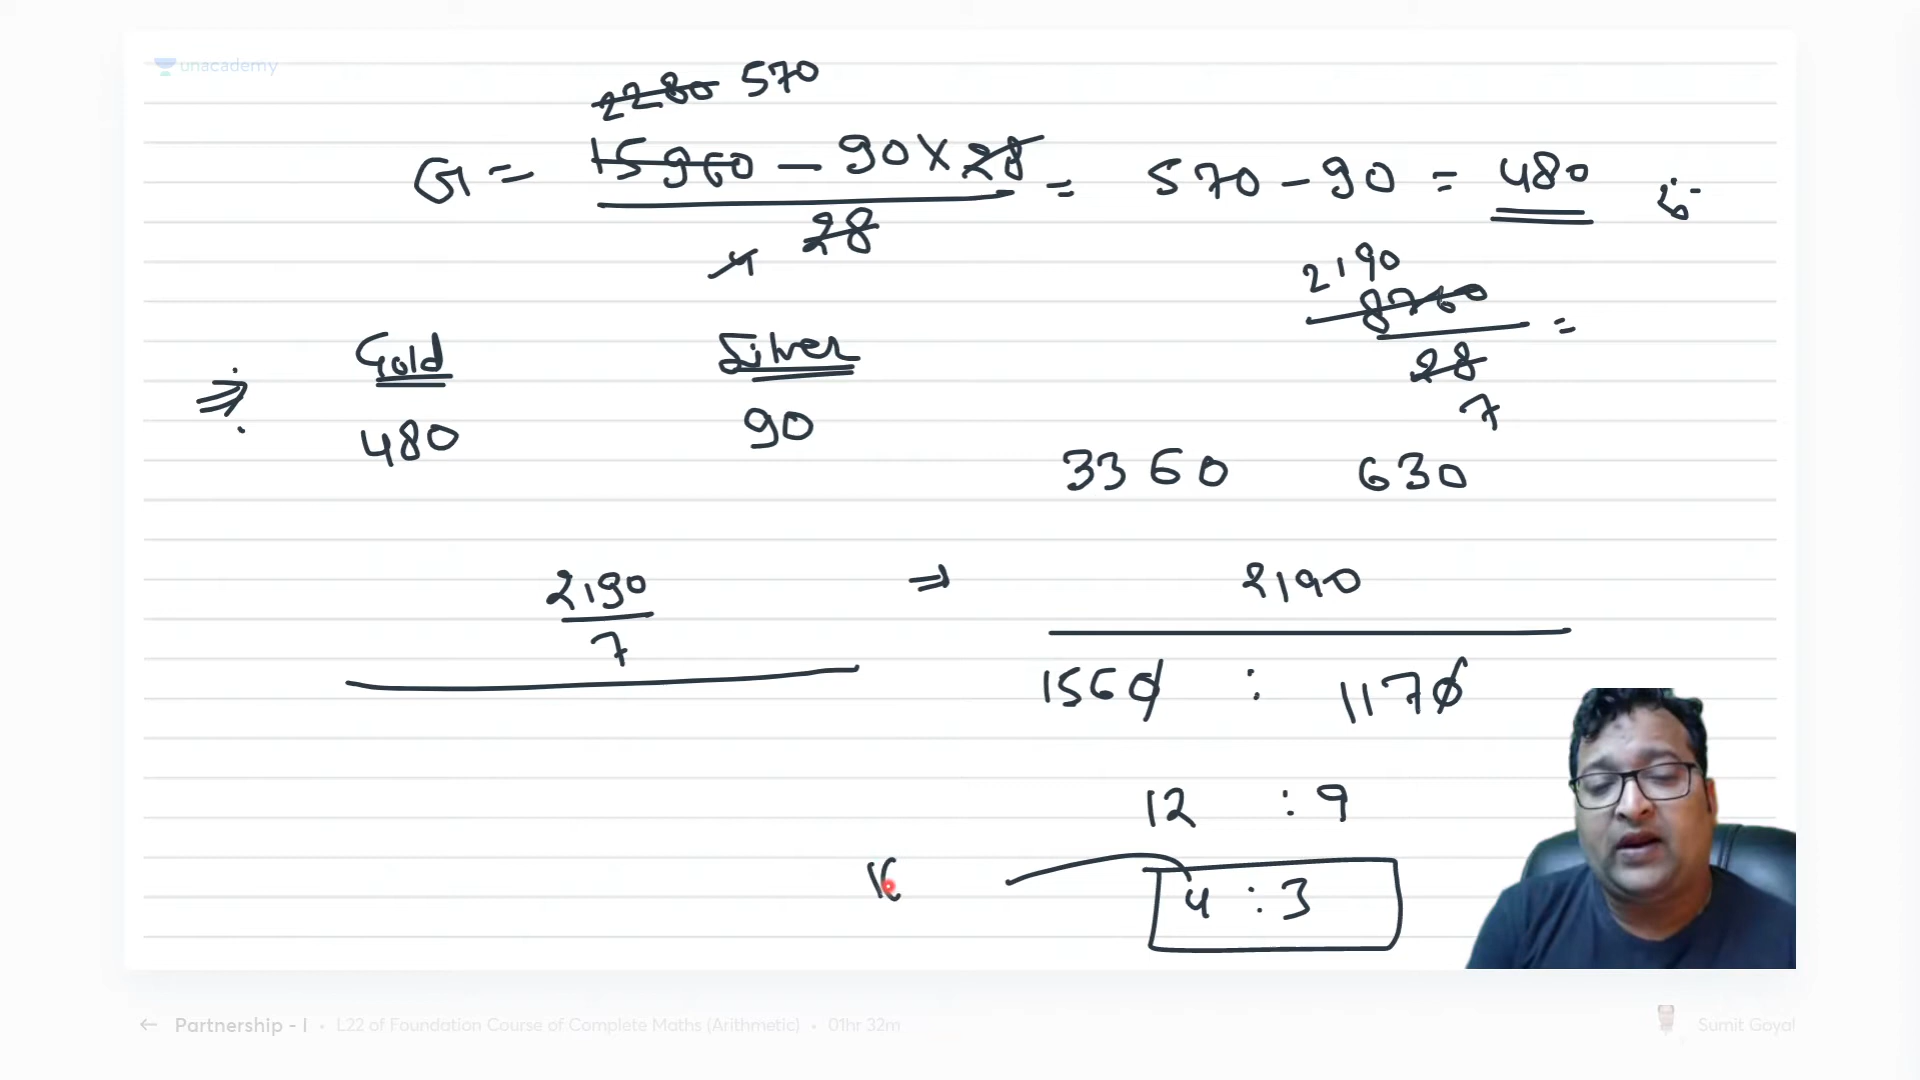 unacademy
2280 570
G = 15960 - 90 X 28 = 570 - 90 = 480
28
4
2190
8760 =
28
7
Gold Silver
480 90
3360 630
2190 ⇒ 2190
7
1560 : 1170
12 : 9
4 : 3
← Partnership - I • L22 of Foundation Course of Complete Maths (Arithmetic) • 01hr 32m Sumit Goyal